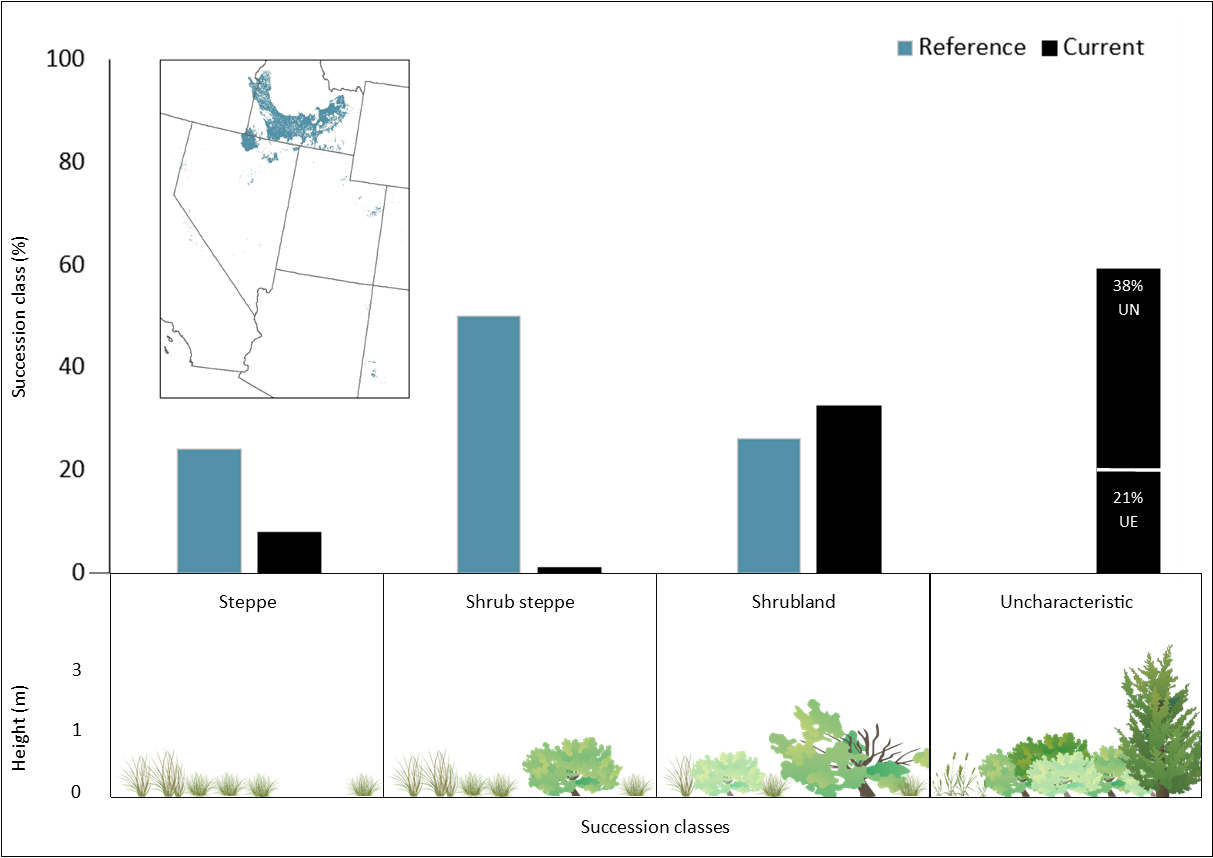 Reference Current
100
80
60
40
20
0
Succession class (%)
38%
UN
21%
UE
Steppe Shrub steppe Shrubland Uncharacteristic
3
1
0
Height (m)
Succession classes